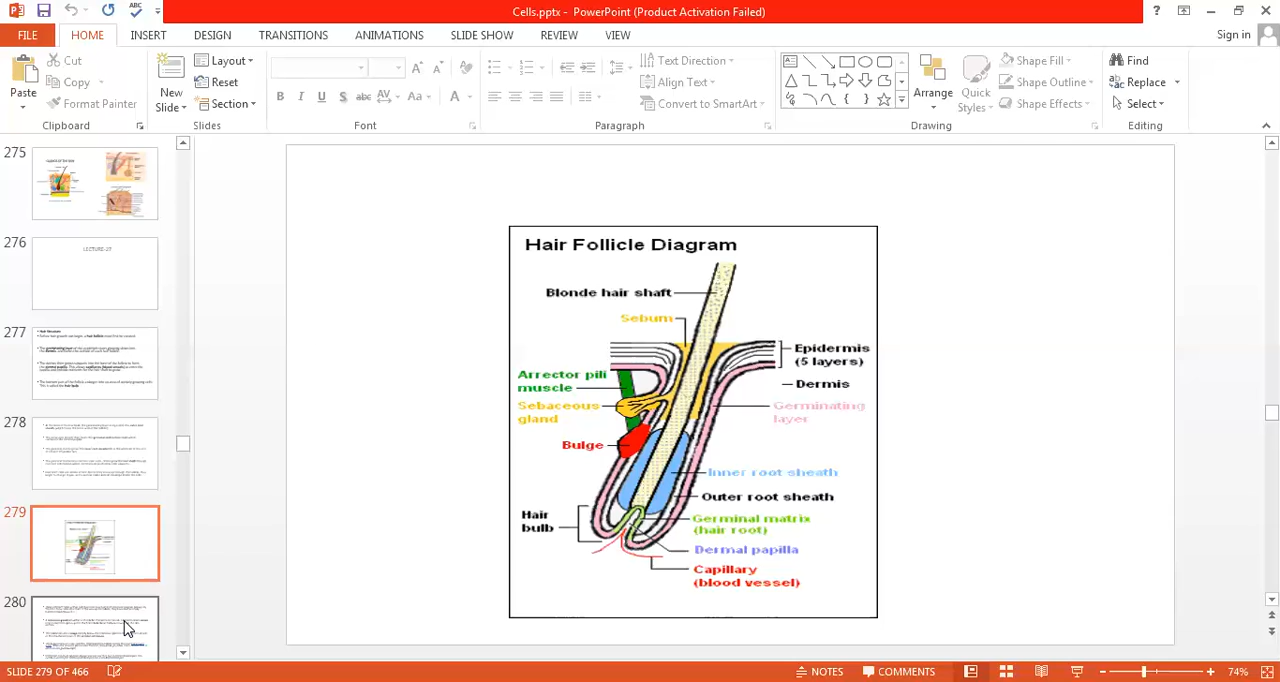 Cells.pptx - PowerPoint (Product Activation Failed)
FILE HOME INSERT DESIGN TRANSITIONS ANIMATIONS SLIDE SHOW REVIEW VIEW Sign in
Paste
Cut
Copy
Format Painter
Clipboard
New
Slide
Layout
Reset
Section
Slides
B I U S abc AV Aa A
Font
Text Direction
Align Text
Convert to SmartArt
Paragraph
Arrange
Quick
Styles
Shape Fill
Shape Outline
Shape Effects
Drawing
Find
Replace
Select
Editing
275
276
277
278
279
280
Hair Follicle Diagram
Blonde hair shaft
Sebum
Epidermis
(5 layers)
Arrector pili
muscle
Dermis
Sebaceous
gland
Germinating
layer
Bulge
Inner root sheath
Outer root sheath
Hair
bulb
Germinal matrix
(hair root)
Dermal papilla
Capillary
(blood vessel)
SLIDE 279 OF 466 NOTES COMMENTS 74%